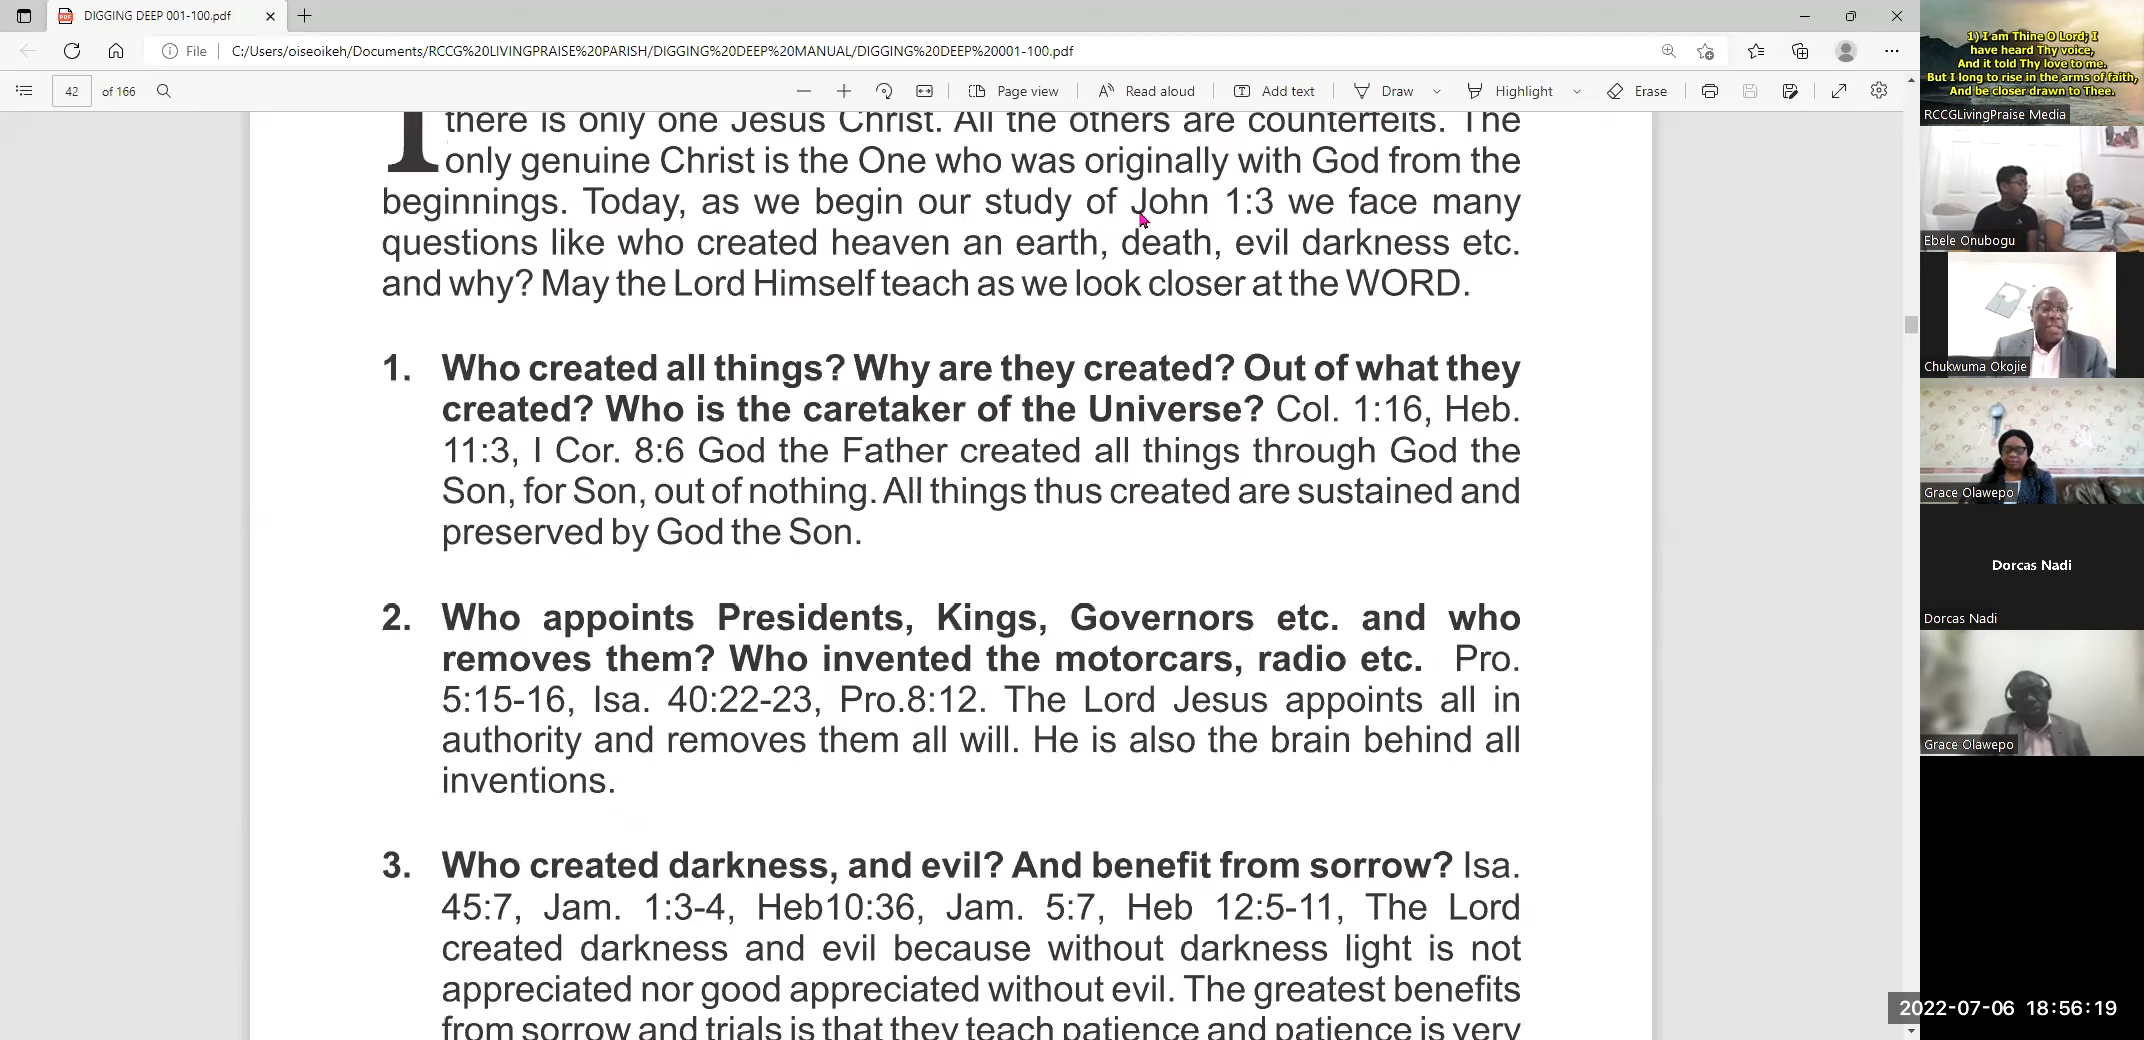 DIGGING DEEP 001-100.pdf
File
C:/Users/oiseoikeh/Documents/RCCG%20LIVINGPRAISE%20PARISH/DIGGING%20DEEP%20MANUAL/DIGGING%20DEEP%20001-100.pdf
42 of 166
Page view
Read aloud
Add text
Draw
Highlight
Erase
there is only one Jesus Christ. All the others are counterfeits. The
only genuine Christ is the One who was originally with God from the
beginnings. Today, as we begin our study of John 1:3 we face many
questions like who created heaven an earth, death, evil darkness etc.
and why? May the Lord Himself teach as we look closer at the WORD.
1. Who created all things? Why are they created? Out of what they
created? Who is the caretaker of the Universe? Col. 1:16, Heb.
11:3, I Cor. 8:6 God the Father created all things through God the
Son, for Son, out of nothing. All things thus created are sustained and
preserved by God the Son.
2. Who appoints Presidents, Kings, Governors etc. and who
removes them? Who invented the motorcars, radio etc. Pro.
5:15-16, Isa. 40:22-23, Pro.8:12. The Lord Jesus appoints all in
authority and removes them all will. He is also the brain behind all
inventions.
3. Who created darkness, and evil? And benefit from sorrow? Isa.
45:7, Jam. 1:3-4, Heb10:36, Jam. 5:7, Heb 12:5-11, The Lord
created darkness and evil because without darkness light is not
appreciated nor good appreciated without evil. The greatest benefits
from sorrow and trials is that they teach patience and patience is very
1) I am Thine O Lord; I
have heard Thy voice,
And it told Thy love to me.
But I long to rise in the arms of faith,
And be closer drawn to Thee.
RCCGLivingPraise Media
Ebele Onubogu
Chukwuma Okojie
Grace Olawepo
Dorcas Nadi
Dorcas Nadi
Grace Olawepo
2022-07-06 18:56:19